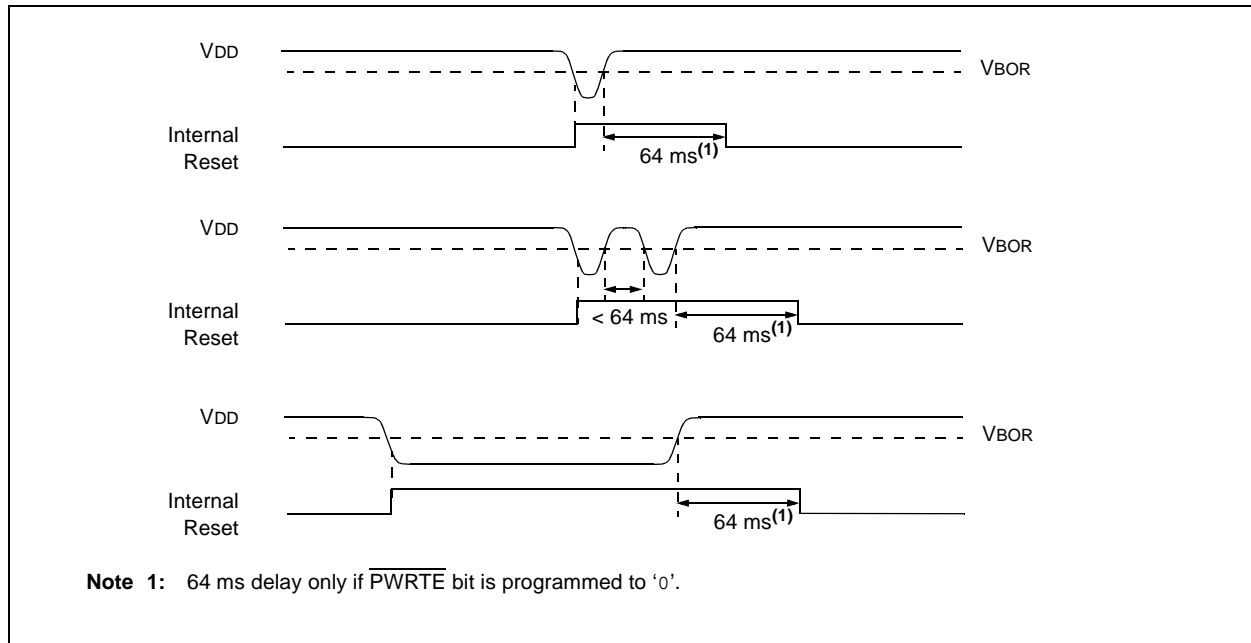 VDD
VBOR
Internal
Reset
64 ms(1)
VDD
VBOR
Internal
Reset
< 64 ms
64 ms(1)
VDD
VBOR
Internal
Reset
64 ms(1)
Note 1: 64 ms delay only if PWRTE bit is programmed to ‘0’.